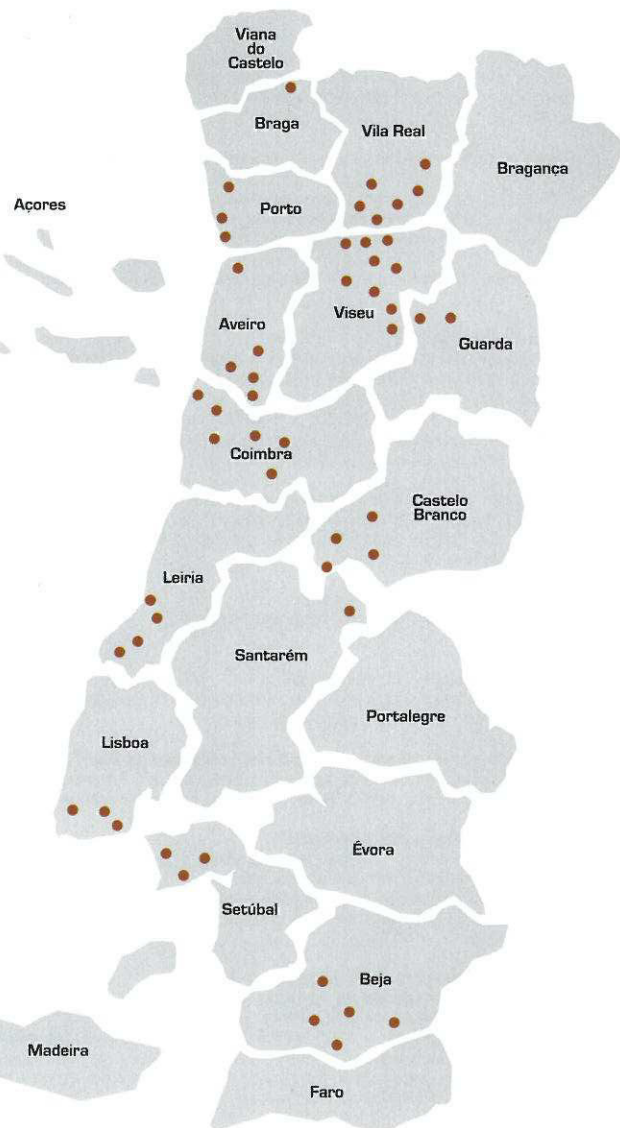 Viana
do
Castelo
Braga
Vila Real
Bragança
Açores
Porto
Aveiro
Viseu
Guarda
Coimbra
Castelo
Branco
Leiria
Santarém
Portalegre
Lisboa
Évora
Setúbal
Beja
Madeira
Faro